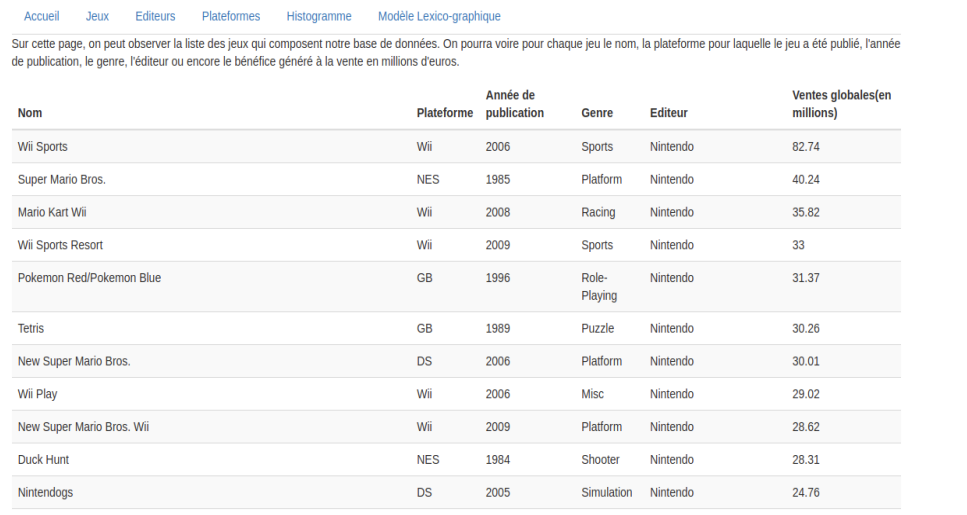 Accueil Jeux Editeurs Plateformes Histogramme Modèle Lexico-graphique
Sur cette page, on peut observer la liste des jeux qui composent notre base de données. On pourra voire pour chaque jeu le nom, la plateforme pour laquelle le jeu a été publié, l'année
de publication, le genre, l'éditeur ou encore le bénéfice généré à la vente en millions d'euros.
Nom Plateforme Année de publication Genre Editeur Ventes globales(en millions)
Wii Sports Wii 2006 Sports Nintendo 82.74
Super Mario Bros. NES 1985 Platform Nintendo 40.24
Mario Kart Wii Wii 2008 Racing Nintendo 35.82
Wii Sports Resort Wii 2009 Sports Nintendo 33
Pokemon Red/Pokemon Blue GB 1996 Role-Playing Nintendo 31.37
Tetris GB 1989 Puzzle Nintendo 30.26
New Super Mario Bros. DS 2006 Platform Nintendo 30.01
Wii Play Wii 2006 Misc Nintendo 29.02
New Super Mario Bros. Wii Wii 2009 Platform Nintendo 28.62
Duck Hunt NES 1984 Shooter Nintendo 28.31
Nintendogs DS 2005 Simulation Nintendo 24.76